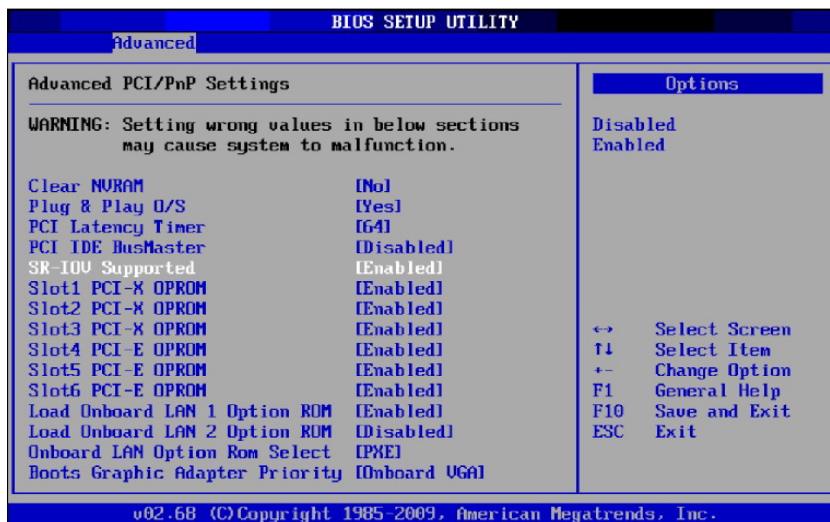 BIOS SETUP UTILITY
Advanced
Advanced PCI/PnP Settings
WARNING: Setting wrong values in below sections
may cause system to malfunction.
Clear NVRAM [No]
Plug & Play O/S [Yes]
PCI Latency Timer [64]
PCI IDE BusMaster [Disabled]
SR-IOV Supported [Enabled]
Slot1 PCI-X OPROM [Enabled]
Slot2 PCI-X OPROM [Enabled]
Slot3 PCI-X OPROM [Enabled]
Slot4 PCI-E OPROM [Enabled]
Slot5 PCI-E OPROM [Enabled]
Slot6 PCI-E OPROM [Enabled]
Load Onboard LAN 1 Option ROM [Enabled]
Load Onboard LAN 2 Option ROM [Disabled]
Onboard LAN Option Rom Select [PXE]
Boots Graphic Adapter Priority [Onboard VGA]
Options
Disabled
Enabled
↔ Select Screen
↑↓ Select Item
+- Change Option
F1 General Help
F10 Save and Exit
ESC Exit
v02.68 (C)Copyright 1985-2009, American Megatrends, Inc.